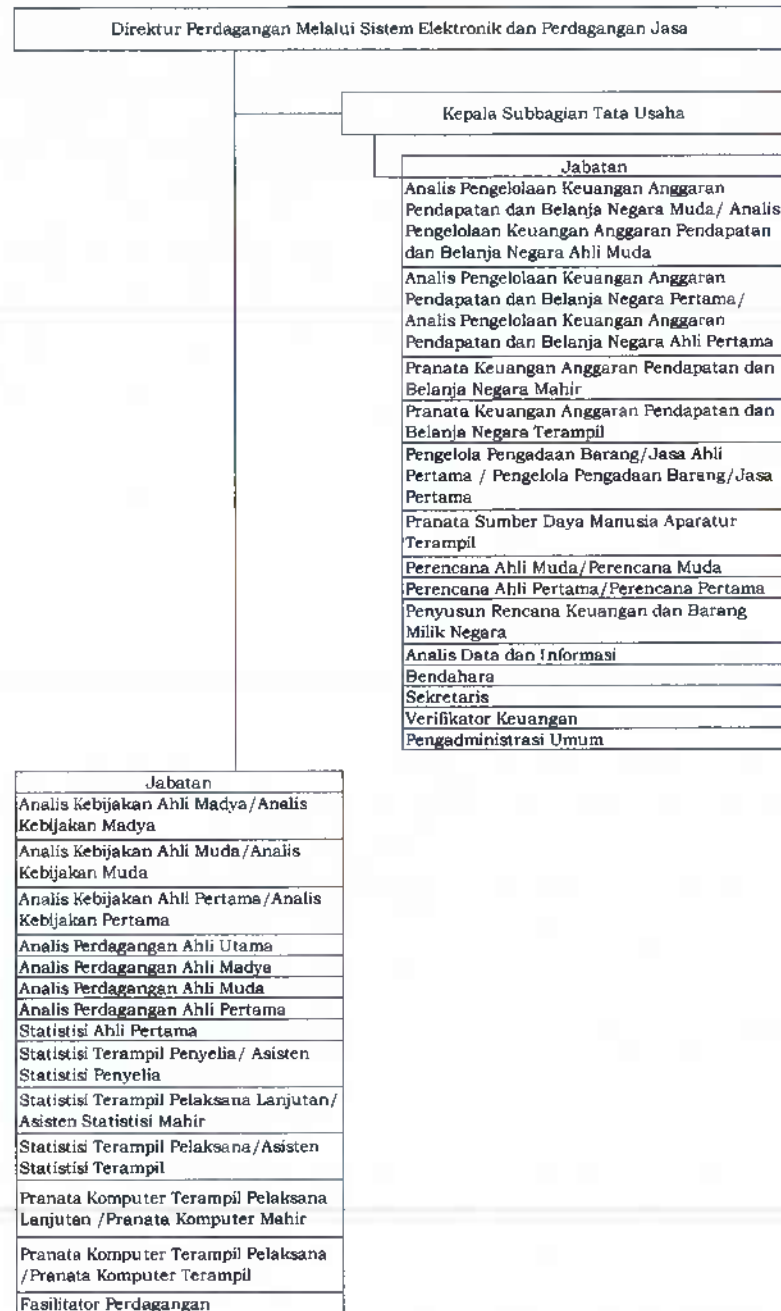 Direktur Perdagangan Melalui Sistem Elektronik dan Perdagangan Jasa
Kepala Subbagian Tata Usaha
Jabatan
Analis Pengelolaan Keuangan Anggaran
Pendapatan dan Belanja Negara Muda/ Analis
Pengelolaan Keuangan Anggaran Pendapatan
dan Belanja Negara Ahli Muda
Analis Pengelolaan Keuangan Anggaran
Pendapatan dan Belanja Negara Pertama/
Analis Pengelolaan Keuangan Anggaran
Pendapatan dan Belanja Negara Ahli Pertama
Pranata Keuangan Anggaran Pendapatan dan
Belanja Negara Mahir
Pranata Keuangan Anggaran Pendapatan dan
Belanja Negara Terampil
Pengelola Pengadaan Barang/Jasa Ahli
Pertama / Pengelola Pengadaan Barang/Jasa
Pertama
Pranata Sumber Daya Manusia Aparatur
Terampil
Perencana Ahli Muda/Perencana Muda
Perencana Ahli Pertama/Perencana Pertama
Penyusun Rencana Keuangan dan Barang
Milik Negara
Analis Data dan Informasi
Bendahara
Sekretaris
Verifikator Keuangan
Pengadministrasi Umum
Jabatan
Analis Kebijakan Ahli Madya/Analis
Kebijakan Madya
Analis Kebijakan Ahli Muda/Analis
Kebijakan Muda
Analis Kebijakan Ahli Pertama/Analis
Kebijakan Pertama
Analis Perdagangan Ahli Utama
Analis Perdagangan Ahli Madya
Analis Perdagangan Ahli Muda
Analis Perdagangan Ahli Pertama
Statistisi Ahli Pertama
Statistisi Terampil Penyelia/ Asisten
Statistisi Penyelia
Statistisi Terampil Pelaksana Lanjutan/
Asisten Statistisi Mahir
Statistisi Terampil Pelaksana/Asisten
Statistisi Terampil
Pranata Komputer Terampil Pelaksana
Lanjutan /Pranata Komputer Mahir
Pranata Komputer Terampil Pelaksana
/Pranata Komputer Terampil
Fasilitator Perdagangan